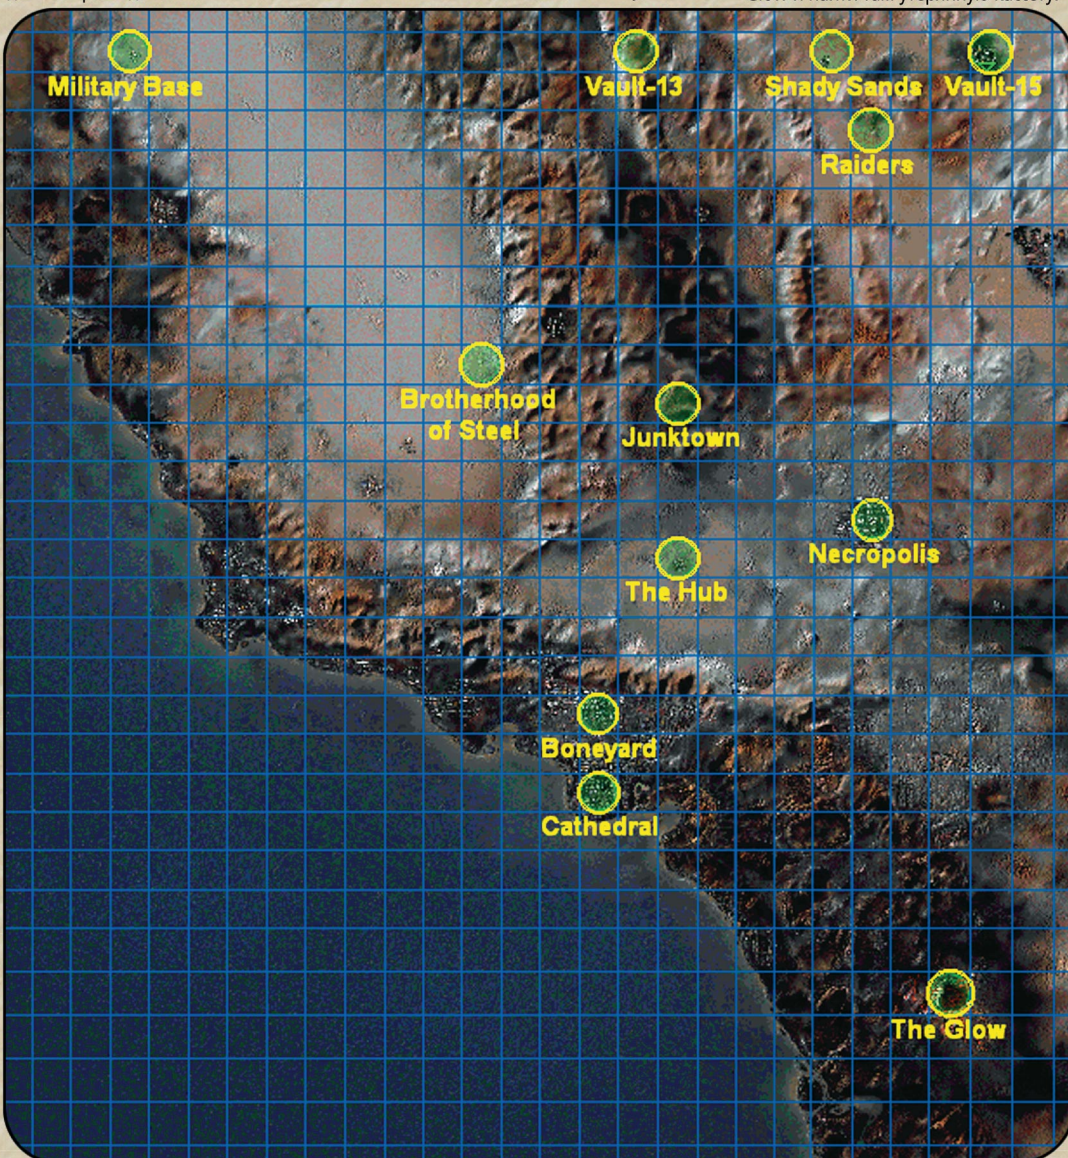 Military Base
Vault-13
Shady Sands
Vault-15
Raiders
Brotherhood
of Steel
Junktown
Necropolis
The Hub
Boneyard
Cathedral
The Glow